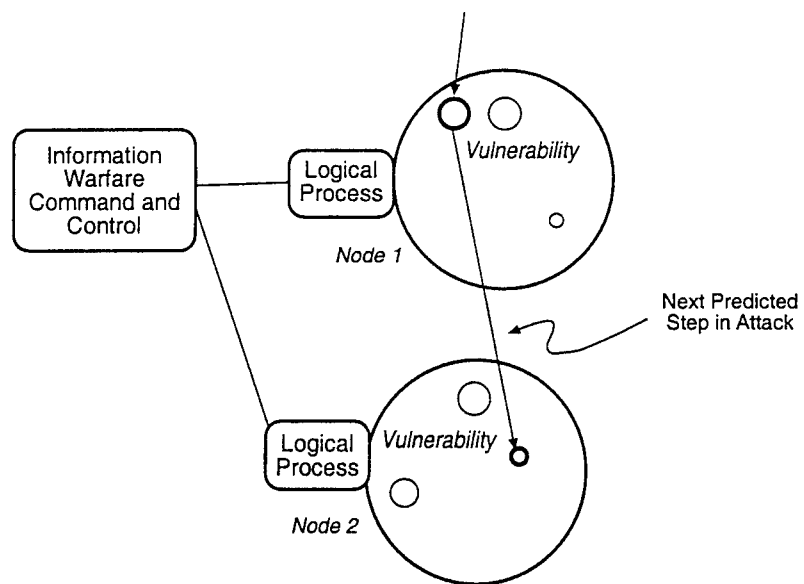 Information
Warfare
Command and
Control
Logical
Process
Vulnerability
Node 1
Next Predicted
Step in Attack
Logical
Process
Vulnerability
Node 2